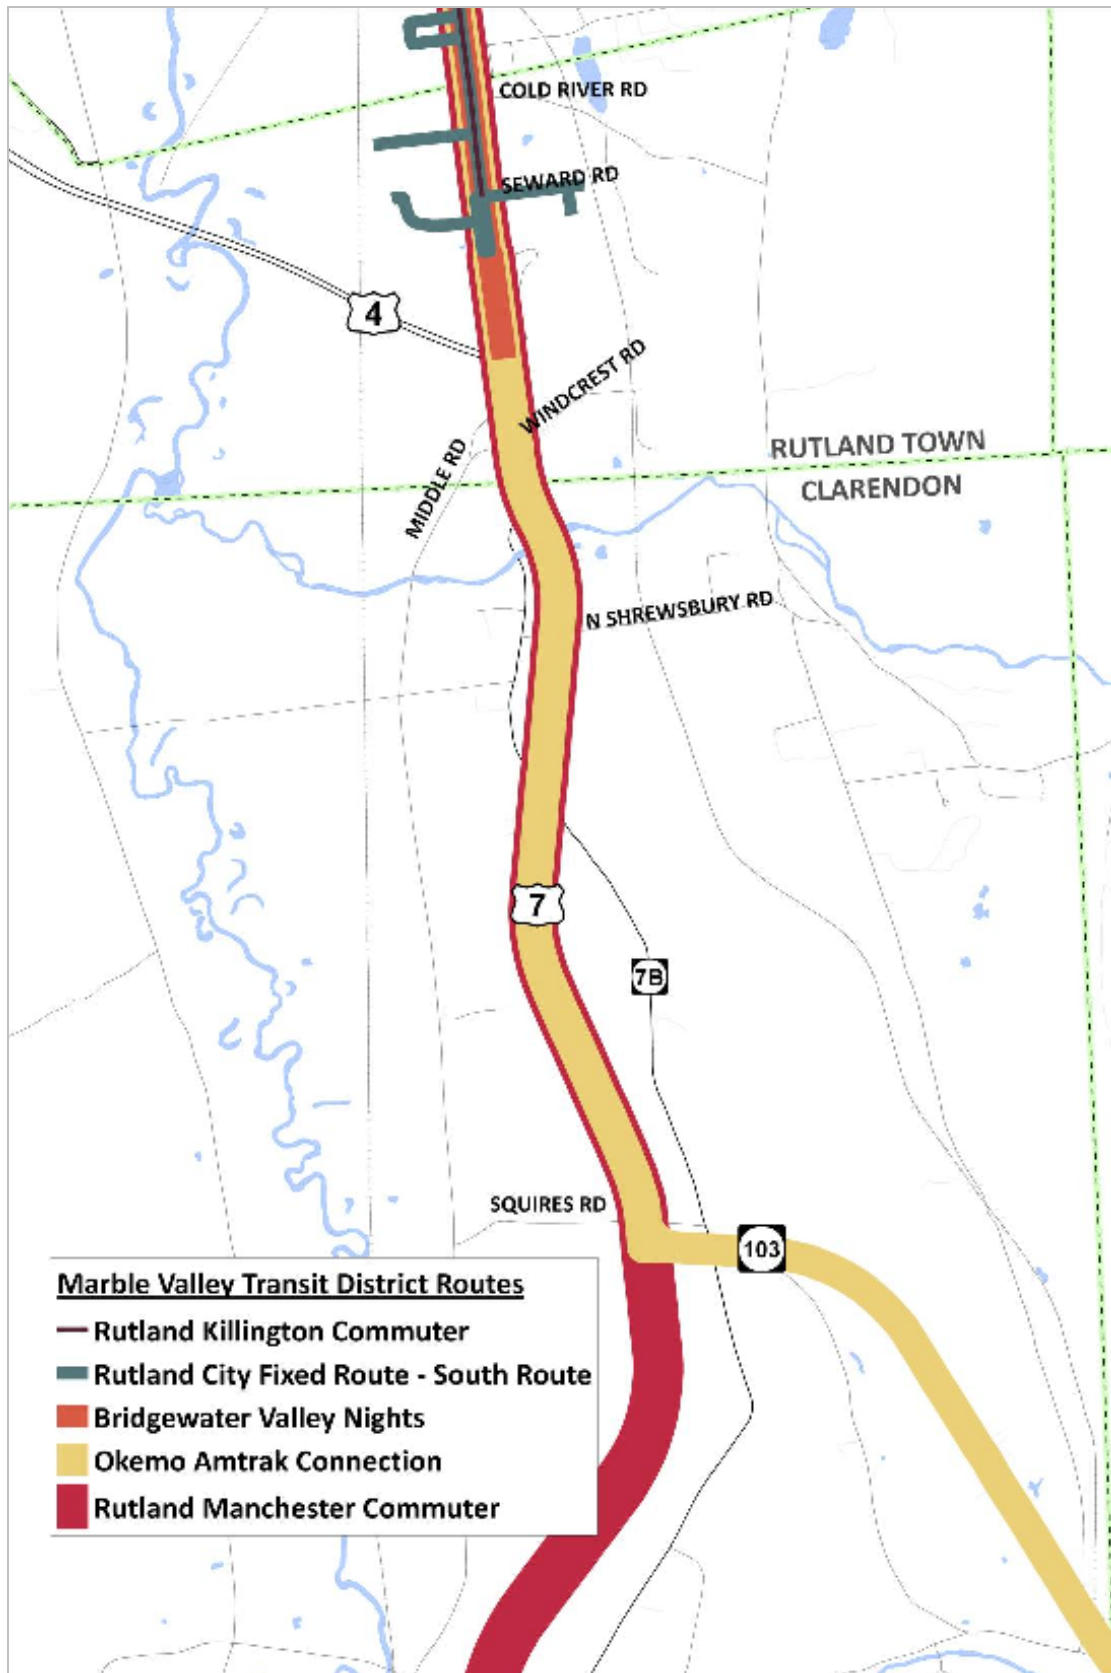 COLD RIVER RD
SEWARD RD
4
WINDCREST RD
MIDDLE RD
RUTLAND TOWN
CLARENDON
N SHREWSBURY RD
7
7B
SQUIRES RD
103
Marble Valley Transit District Routes
Rutland Killington Commuter
Rutland City Fixed Route - South Route
Bridgewater Valley Nights
Okemo Amtrak Connection
Rutland Manchester Commuter